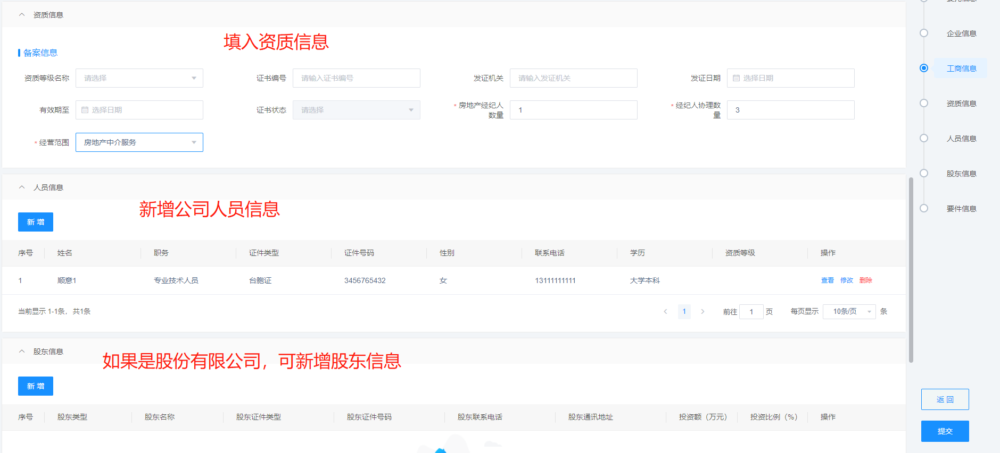 资质信息
填入资质信息
备案信息
资质等级名称 请选择 证书编号 请输入证书编号 发证机关 请输入发证机关 发证日期 选择日期
有效期至 选择日期 证书状态 请选择 * 房地产经纪人数量 1 * 经纪人协理数量 3
* 经营范围 房地产中介服务
人员信息
新增公司人员信息
新 增
序号 姓名 职务 证件类型 证件号码 性别 联系电话 学历 资质等级 操作
1 顺意1 专业技术人员 台胞证 3456765432 女 13111111111 大学本科 查看 修改 删除
当前显示 1-1条，共1条 1 前往 1 页 每页显示 10条/页 条
股东信息
如果是股份有限公司，可新增股东信息
新 增
序号 股东类型 股东名称 股东证件类型 股东证件号码 股东联系电话 股东通讯地址 投资额（万元） 投资比例（%） 操作
企业信息
工商信息
资质信息
人员信息
股东信息
要件信息
返 回
提交